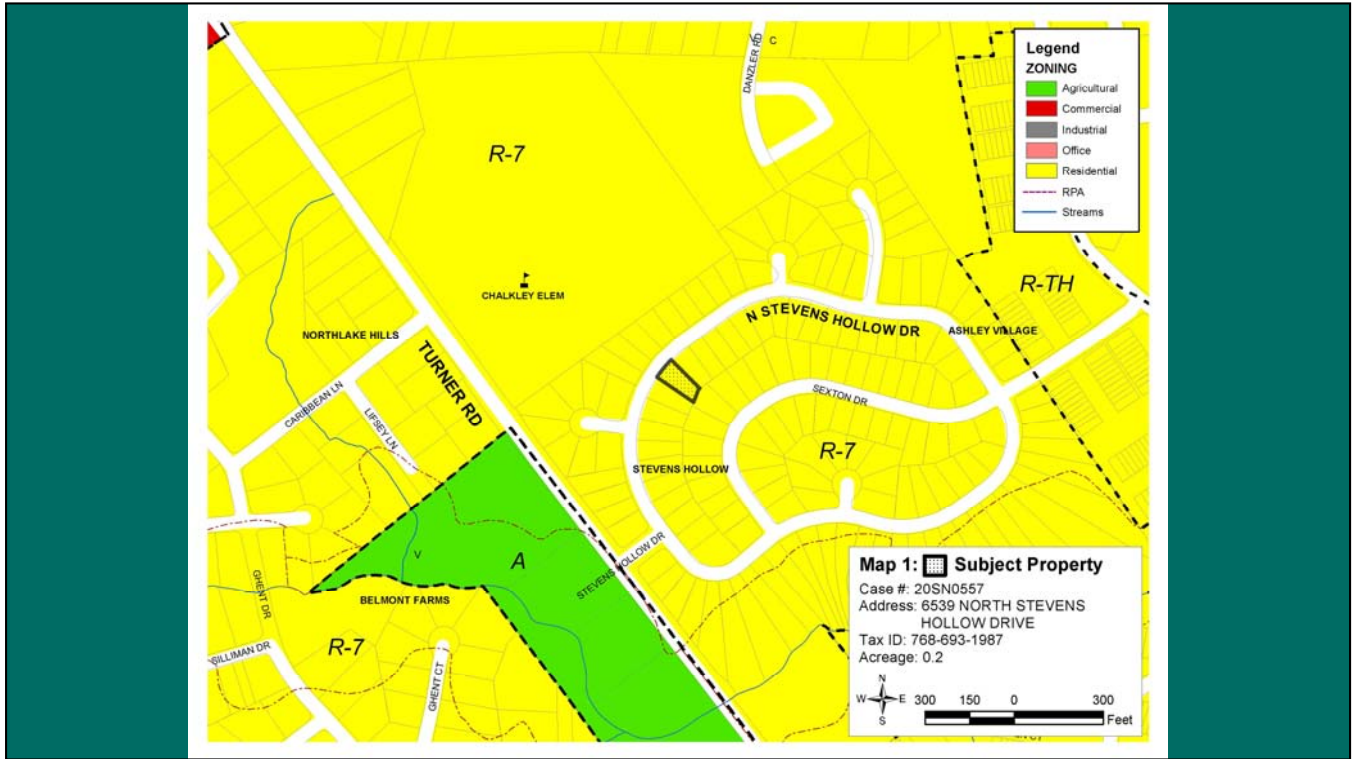 Legend
ZONING
Agricultural
Commercial
Industrial
Office
Residential
RPA
Streams
DANZLER RD
C
R-7
CHALKLEY ELEM
NORTHLAKE HILLS
TURNER RD
CARIBBEAN LN
LIFSEY LN
N STEVENS HOLLOW DR
ASHLEY VILLAGE
R-TH
SEXTON DR
R-7
STEVENS HOLLOW
STEVENS HOLLOW DR
V
A
BELMONT FARMS
GHENT DR
R-7
SILLIMAN DR
GHENT CT
Map 1: Subject Property
Case #: 20SN0557
Address: 6539 NORTH STEVENS
HOLLOW DRIVE
Tax ID: 768-693-1987
Acreage: 0.2
N
W E
S
300 150 0 300
Feet
CT